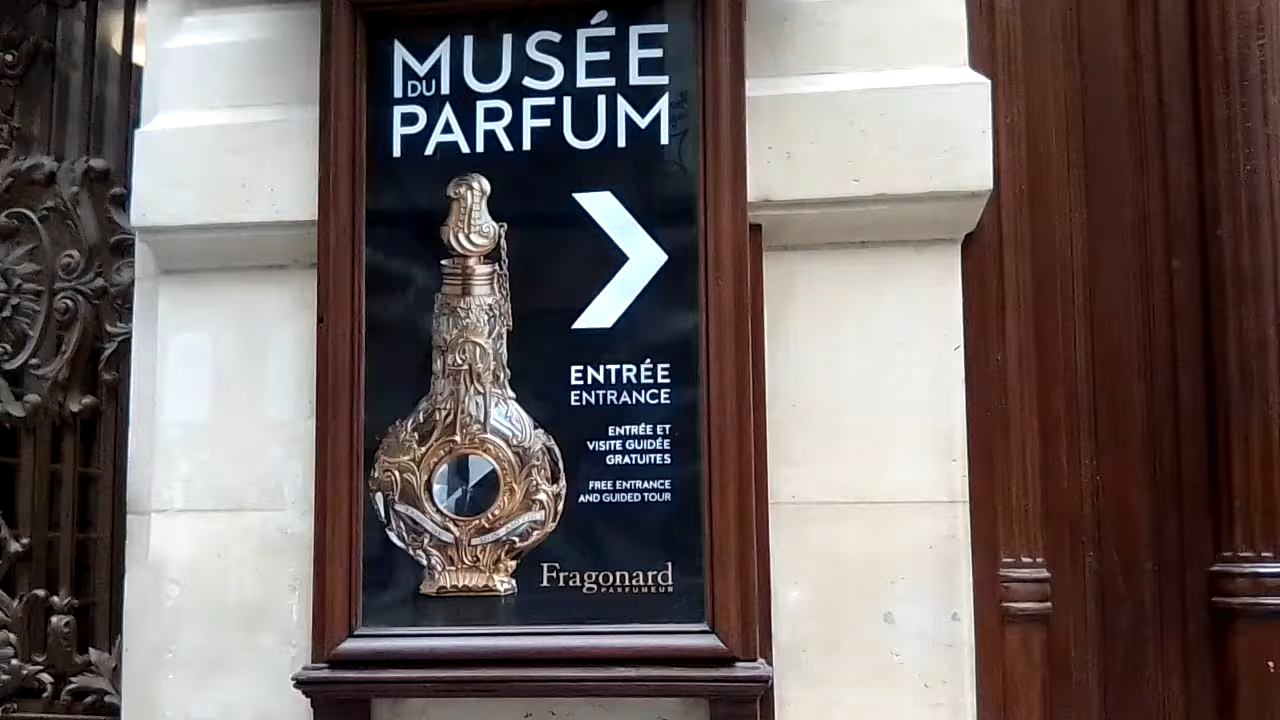 MUSÉE
DU
PARFUM
ENTRÉE
ENTRANCE
ENTRÉE ET
VISITE GUIDÉE
GRATUITES
FREE ENTRANCE
AND GUIDED TOUR
Fragonard
PARFUMEUR